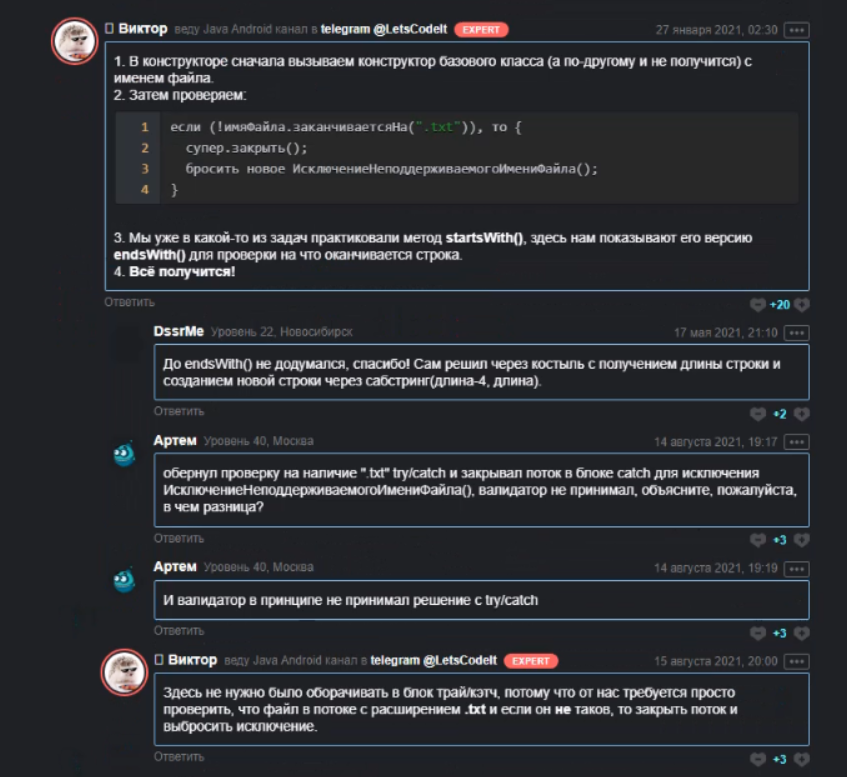 Виктор веду Java Android канал в telegram @LetsCodeIt EXPERT 27 января 2021, 02:30
1. В конструкторе сначала вызываем конструктор базового класса (а по-другому и не получится) с
именем файла.
2. Затем проверяем:
1 если (!имяФайла.заканчиваетсяНа(".txt")), то {
2 супер.закрыть();
3 бросить новое ИсключениеНеподдерживаемогоИмениФайла();
4 }
3. Мы уже в какой-то из задач практиковали метод startsWith(), здесь нам показывают его версию
endsWith() для проверки на что оканчивается строка.
4. Всё получится!
Ответить +20
DssrMe Уровень 22, Новосибирск 17 мая 2021, 21:10
До endsWith() не додумался, спасибо! Сам решил через костыль с получением длины строки и
созданием новой строки через сабстринг(длина-4, длина).
Ответить +2
Артем Уровень 40, Москва 14 августа 2021, 19:17
обернул проверку на наличие ".txt" try/catch и закрывал поток в блоке catch для исключения
ИсключениеНеподдерживаемогоИмениФайла(), валидатор не принимал, объясните, пожалуйста,
в чем разница?
Ответить +3
Артем Уровень 40, Москва 14 августа 2021, 19:19
И валидатор в принципе не принимал решение с try/catch
Ответить +3
Виктор веду Java Android канал в telegram @LetsCodeIt EXPERT 15 августа 2021, 20:00
Здесь не нужно было оборачивать в блок трай/кэтч, потому что от нас требуется просто
проверить, что файл в потоке с расширением .txt и если он не таков, то закрыть поток и
выбросить исключение.
Ответить +3